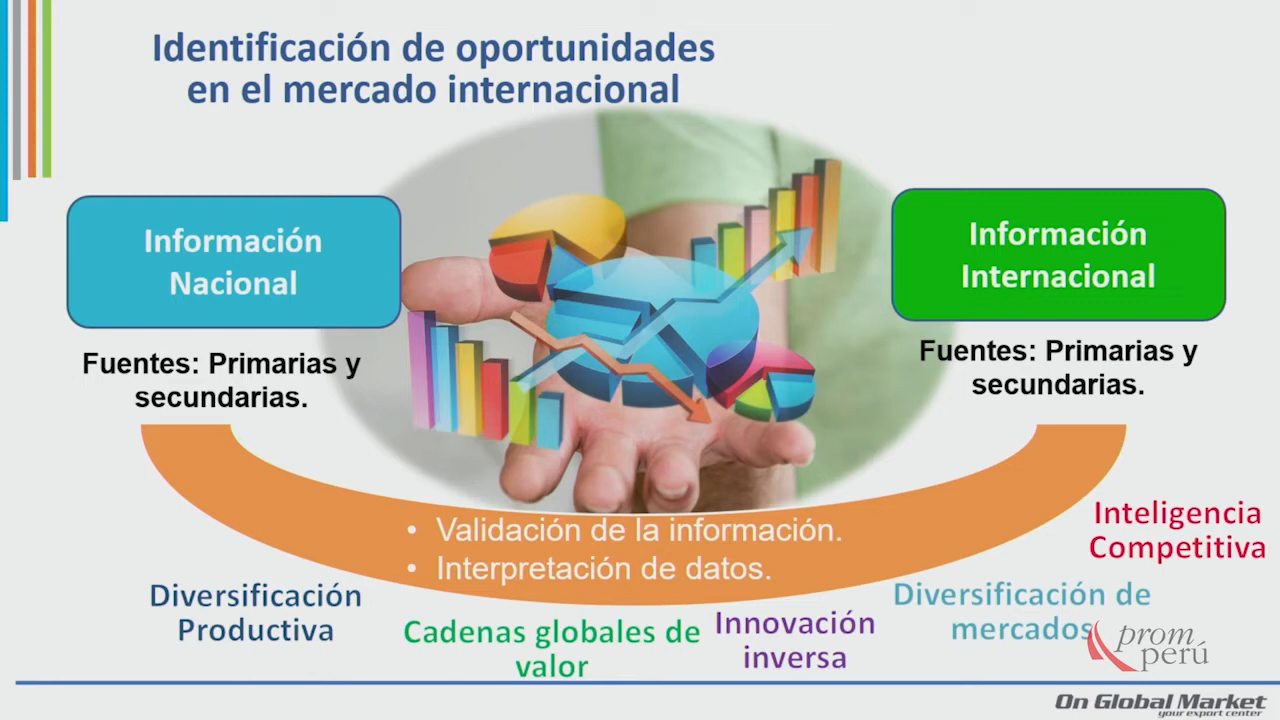 Identificación de oportunidades
en el mercado internacional
Información
Nacional
Información
Internacional
Fuentes: Primarias y
secundarias.
Fuentes: Primarias y
secundarias.
• Validación de la información.
• Interpretación de datos.
Inteligencia
Competitiva
Diversificación
Productiva
Cadenas globales de
valor
Innovación
inversa
Diversificación de
mercados
prom
perú
On Global Market
your export center